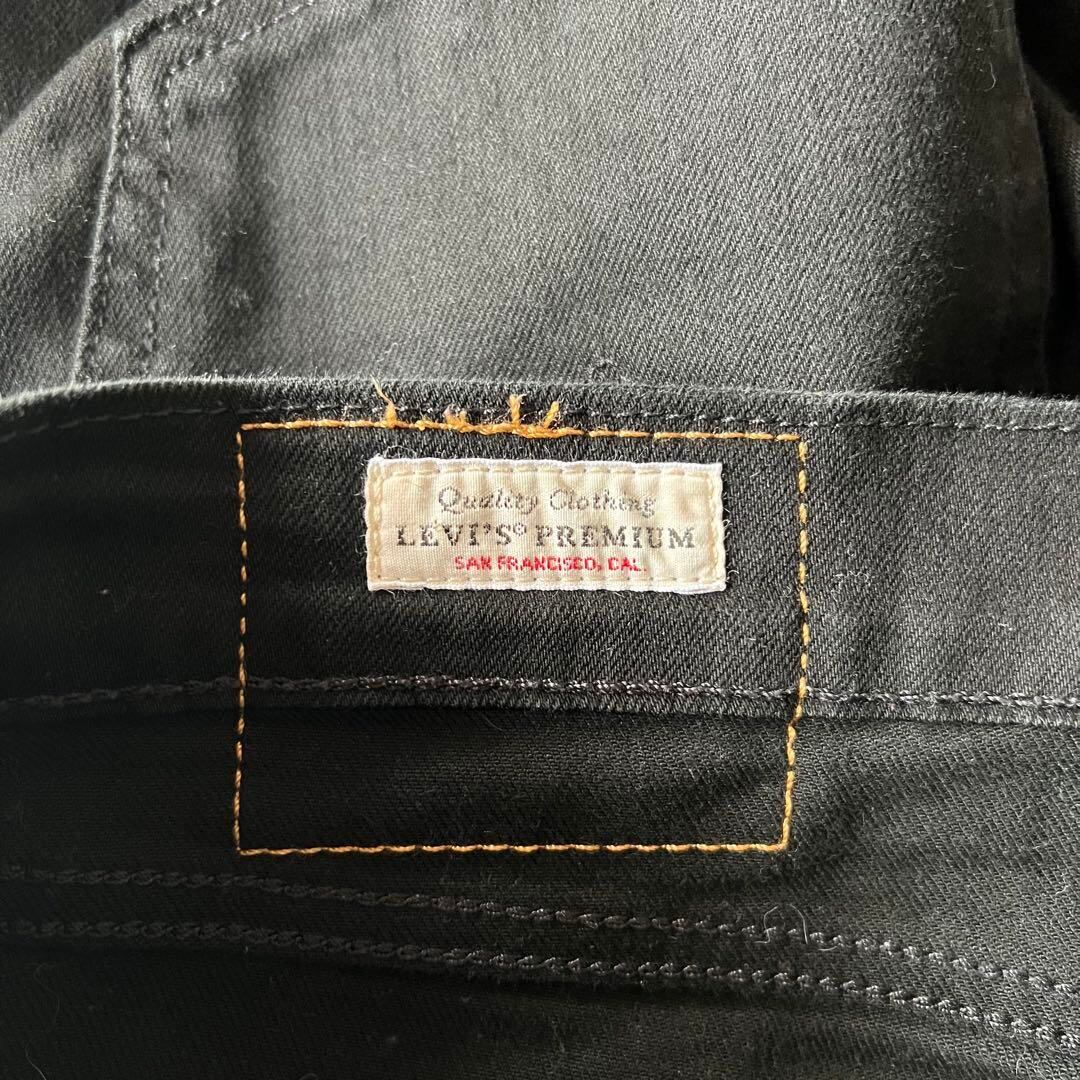 Quality Clothing
LEVI'S® PREMIUM
SAN FRANCISCO, CAL.